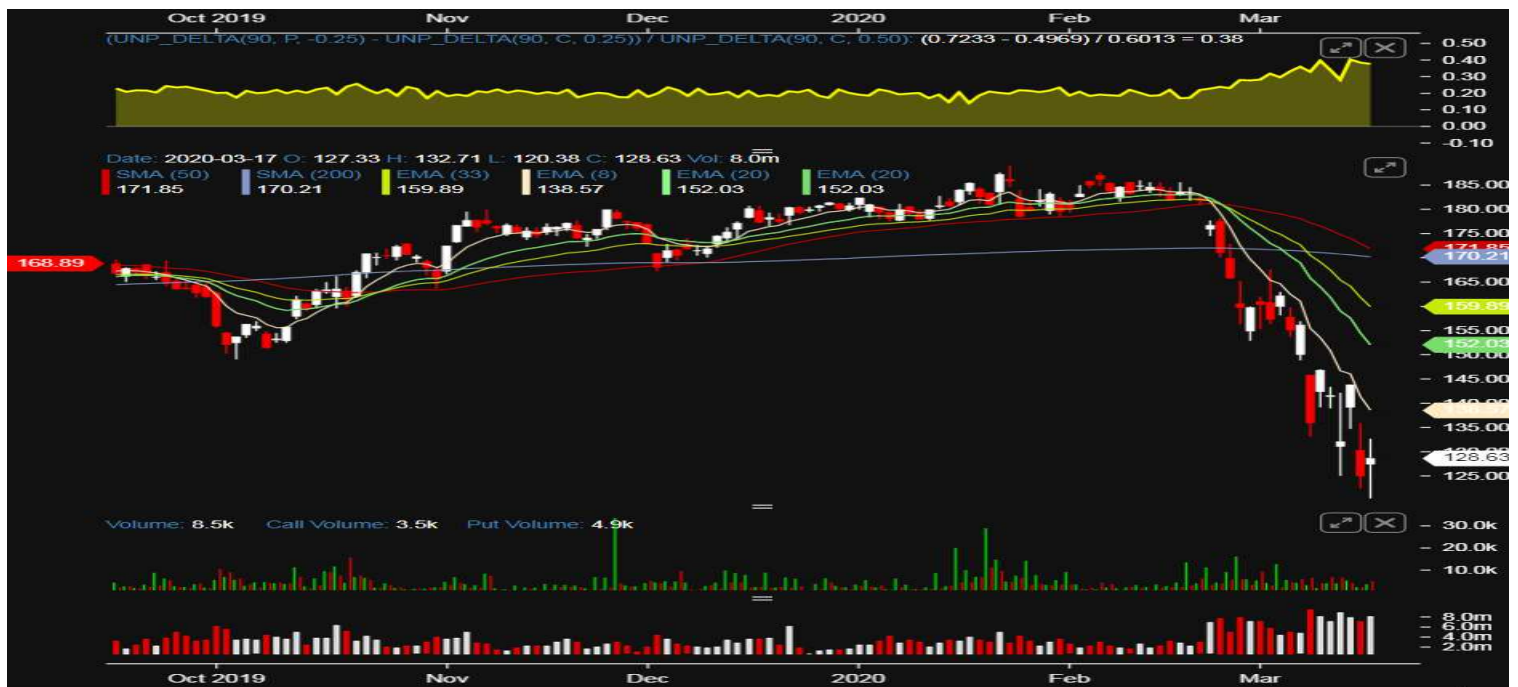 Oct 2019 Nov Dec 2020 Feb Mar
(UNP_DELTA(90, P, -0.25) - UNP_DELTA(90, C, 0.25)) / UNP_DELTA(90, C, 0.50): (0.7233 - 0.4969) / 0.6013 = 0.38
0.50
0.40
0.30
0.20
0.10
0.00
-0.10
Date: 2020-03-17 O: 127.33 H: 132.71 L: 120.38 C: 128.63 Vol: 8.0m
SMA (50) SMA (200) EMA (33) EMA (8) EMA (20) EMA (20)
171.85 170.21 159.89 138.57 152.03 152.03
185.00
180.00
175.00
171.85
170.21
168.89
165.00
159.89
155.00
152.03
150.00
145.00
140.00
138.57
135.00
128.63
125.00
Volume: 8.5k Call Volume: 3.5k Put Volume: 4.9k
30.0k
20.0k
10.0k
8.0m
6.0m
4.0m
2.0m
Oct 2019 Nov Dec 2020 Feb Mar